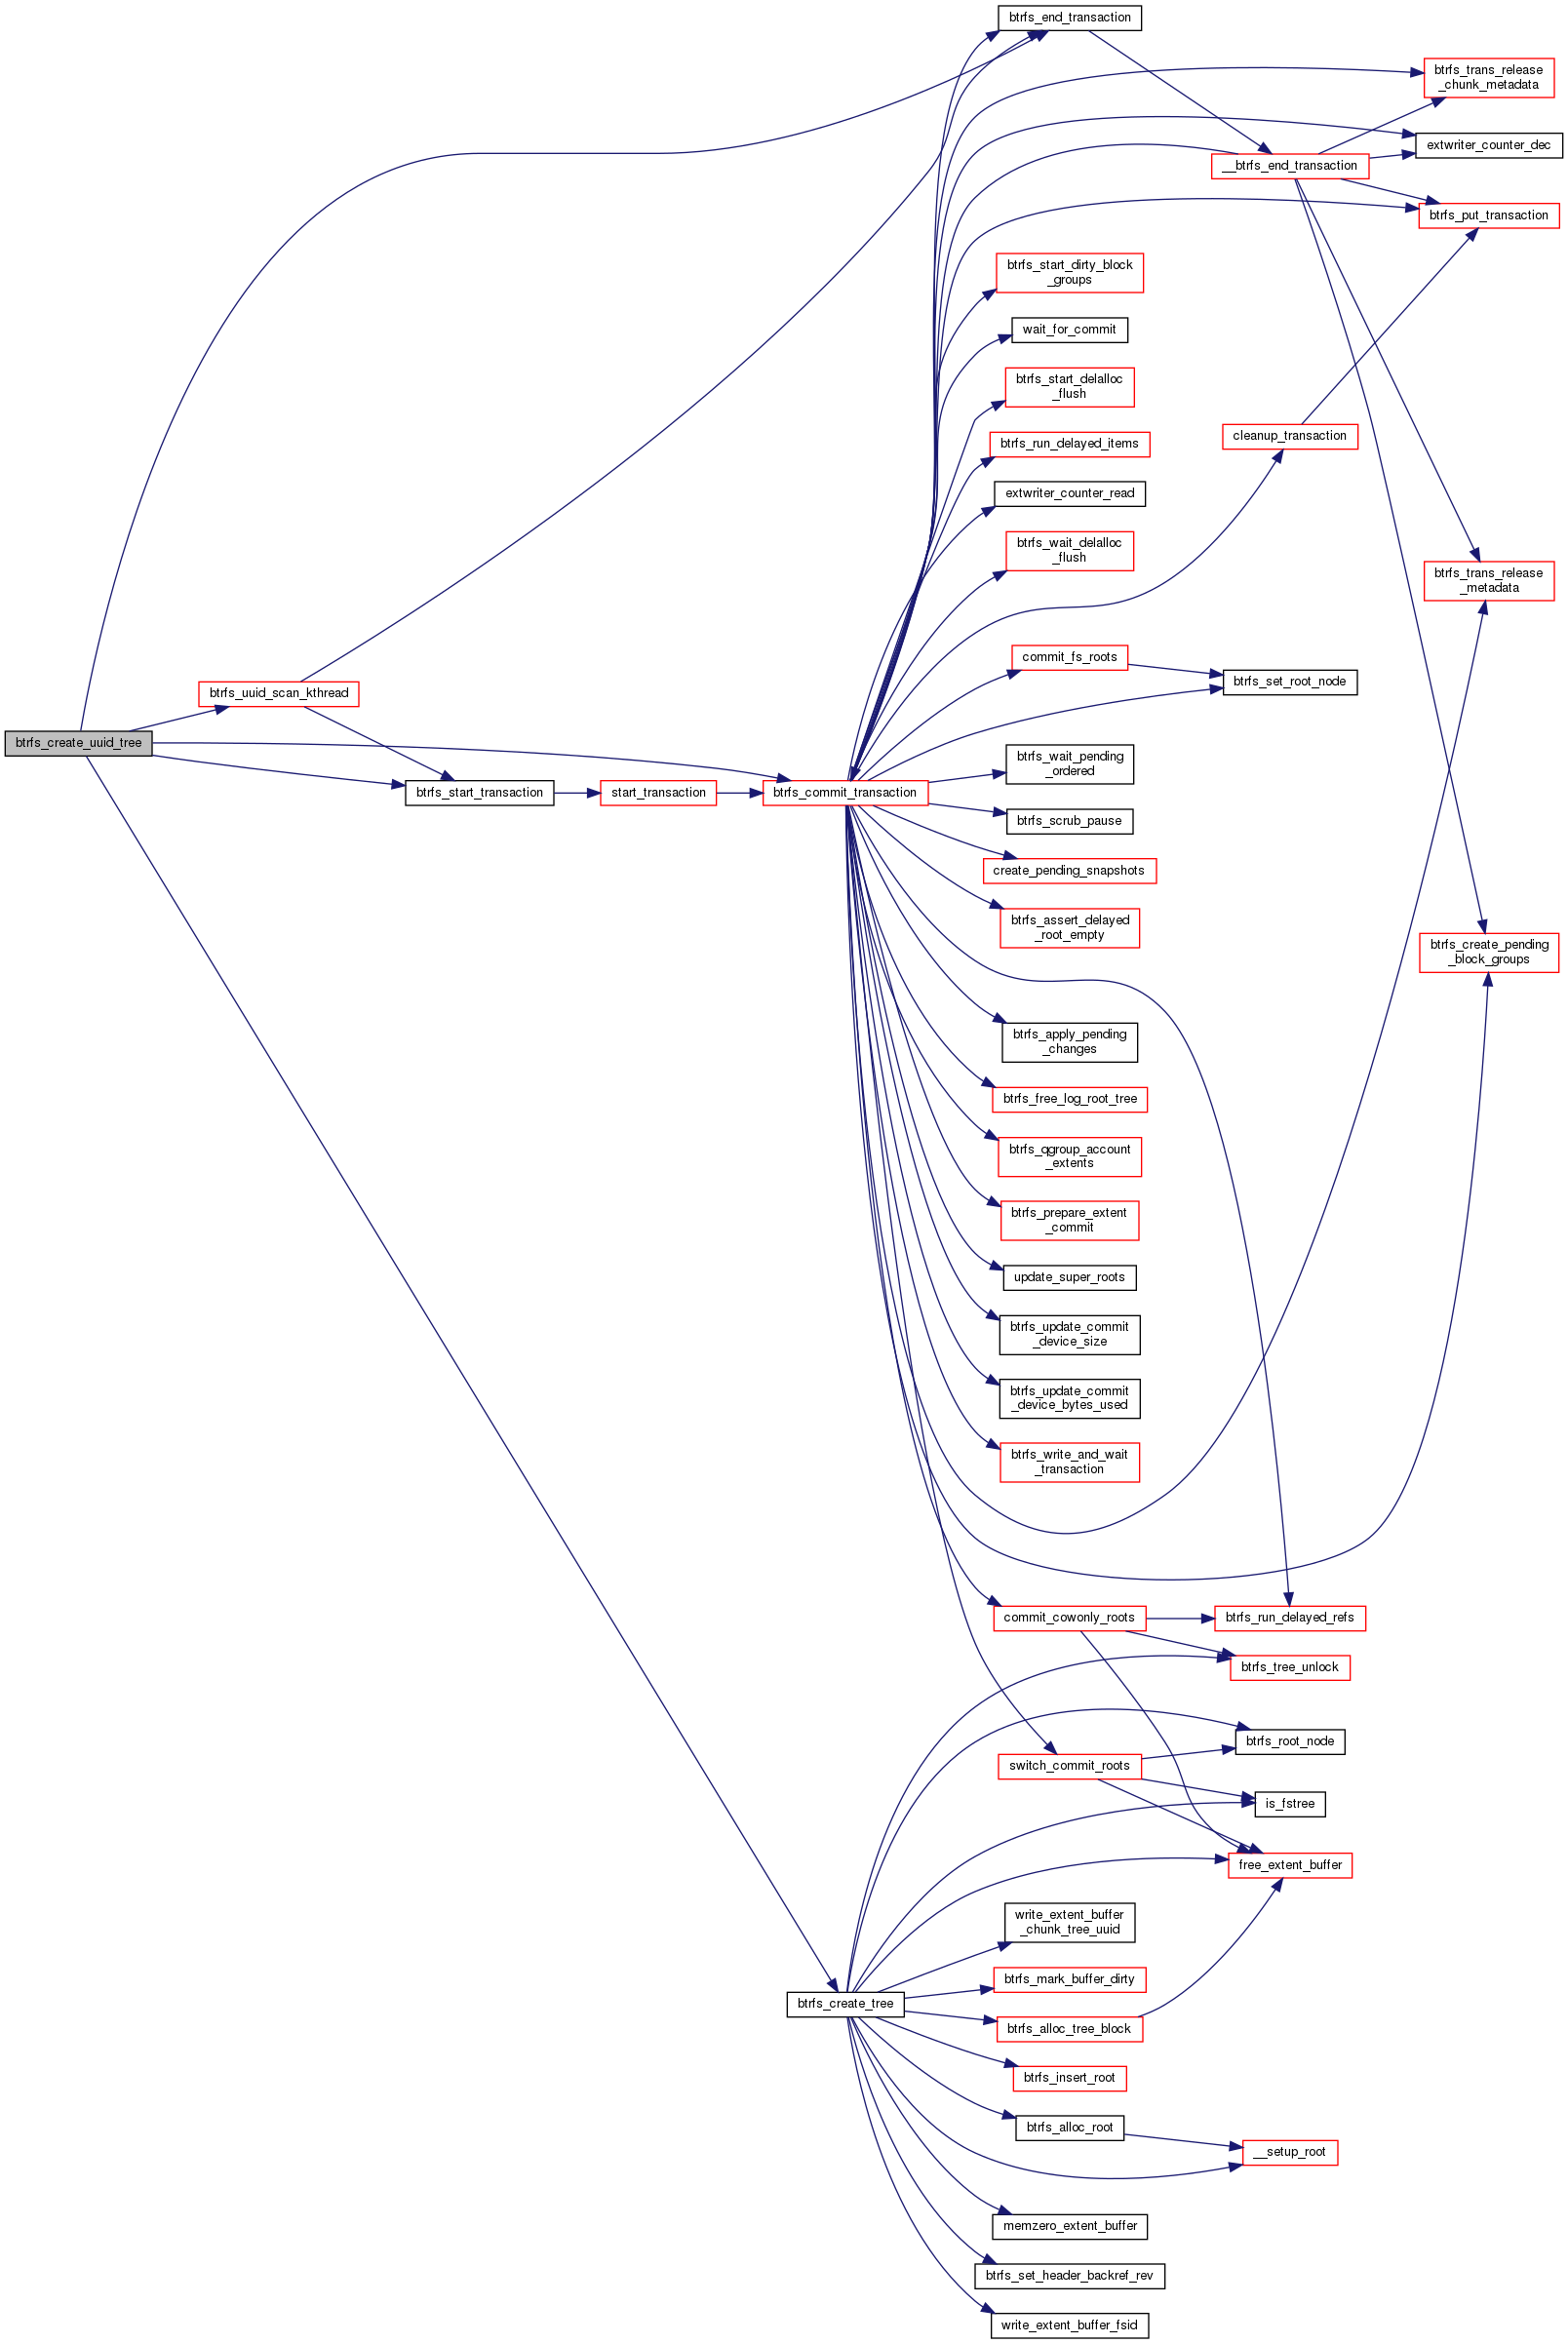 btrfs_end_transaction
btrfs_trans_release
_chunk_metadata
extwriter_counter_dec
__btrfs_end_transaction
btrfs_put_transaction
btrfs_start_dirty_block
_groups
wait_for_commit
btrfs_start_delalloc
_flush
cleanup_transaction
btrfs_run_delayed_items
extwriter_counter_read
btrfs_wait_delalloc
_flush
btrfs_trans_release
_metadata
commit_fs_roots
btrfs_set_root_node
btrfs_uuid_scan_kthread
btrfs_create_uuid_tree
btrfs_wait_pending
_ordered
btrfs_start_transaction
start_transaction
btrfs_commit_transaction
btrfs_scrub_pause
create_pending_snapshots
btrfs_assert_delayed
_root_empty
btrfs_create_pending
_block_groups
btrfs_apply_pending
_changes
btrfs_free_log_root_tree
btrfs_qgroup_account
_extents
btrfs_prepare_extent
_commit
update_super_roots
btrfs_update_commit
_device_size
btrfs_update_commit
_device_bytes_used
btrfs_write_and_wait
_transaction
commit_cowonly_roots
btrfs_run_delayed_refs
btrfs_tree_unlock
btrfs_root_node
switch_commit_roots
is_fstree
free_extent_buffer
write_extent_buffer
_chunk_tree_uuid
btrfs_mark_buffer_dirty
btrfs_create_tree
btrfs_alloc_tree_block
btrfs_insert_root
btrfs_alloc_root
__setup_root
memzero_extent_buffer
btrfs_set_header_backref_rev
write_extent_buffer_fsid